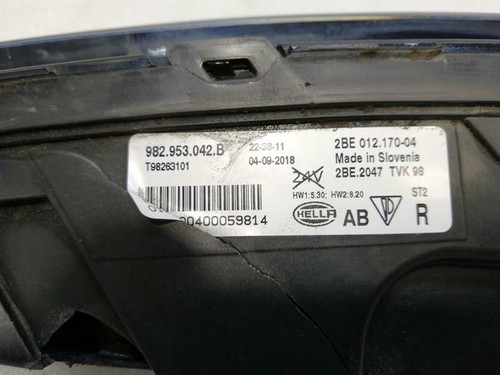 982.953.042.B 22-38-11 2BE 012.170-04
T98263101 04-09-2018 Made in Slovenia
24V 2BE.2047 TVK 98
HW1:5.30; HW2:8.20 ST2
00400059814 HELLA AB R